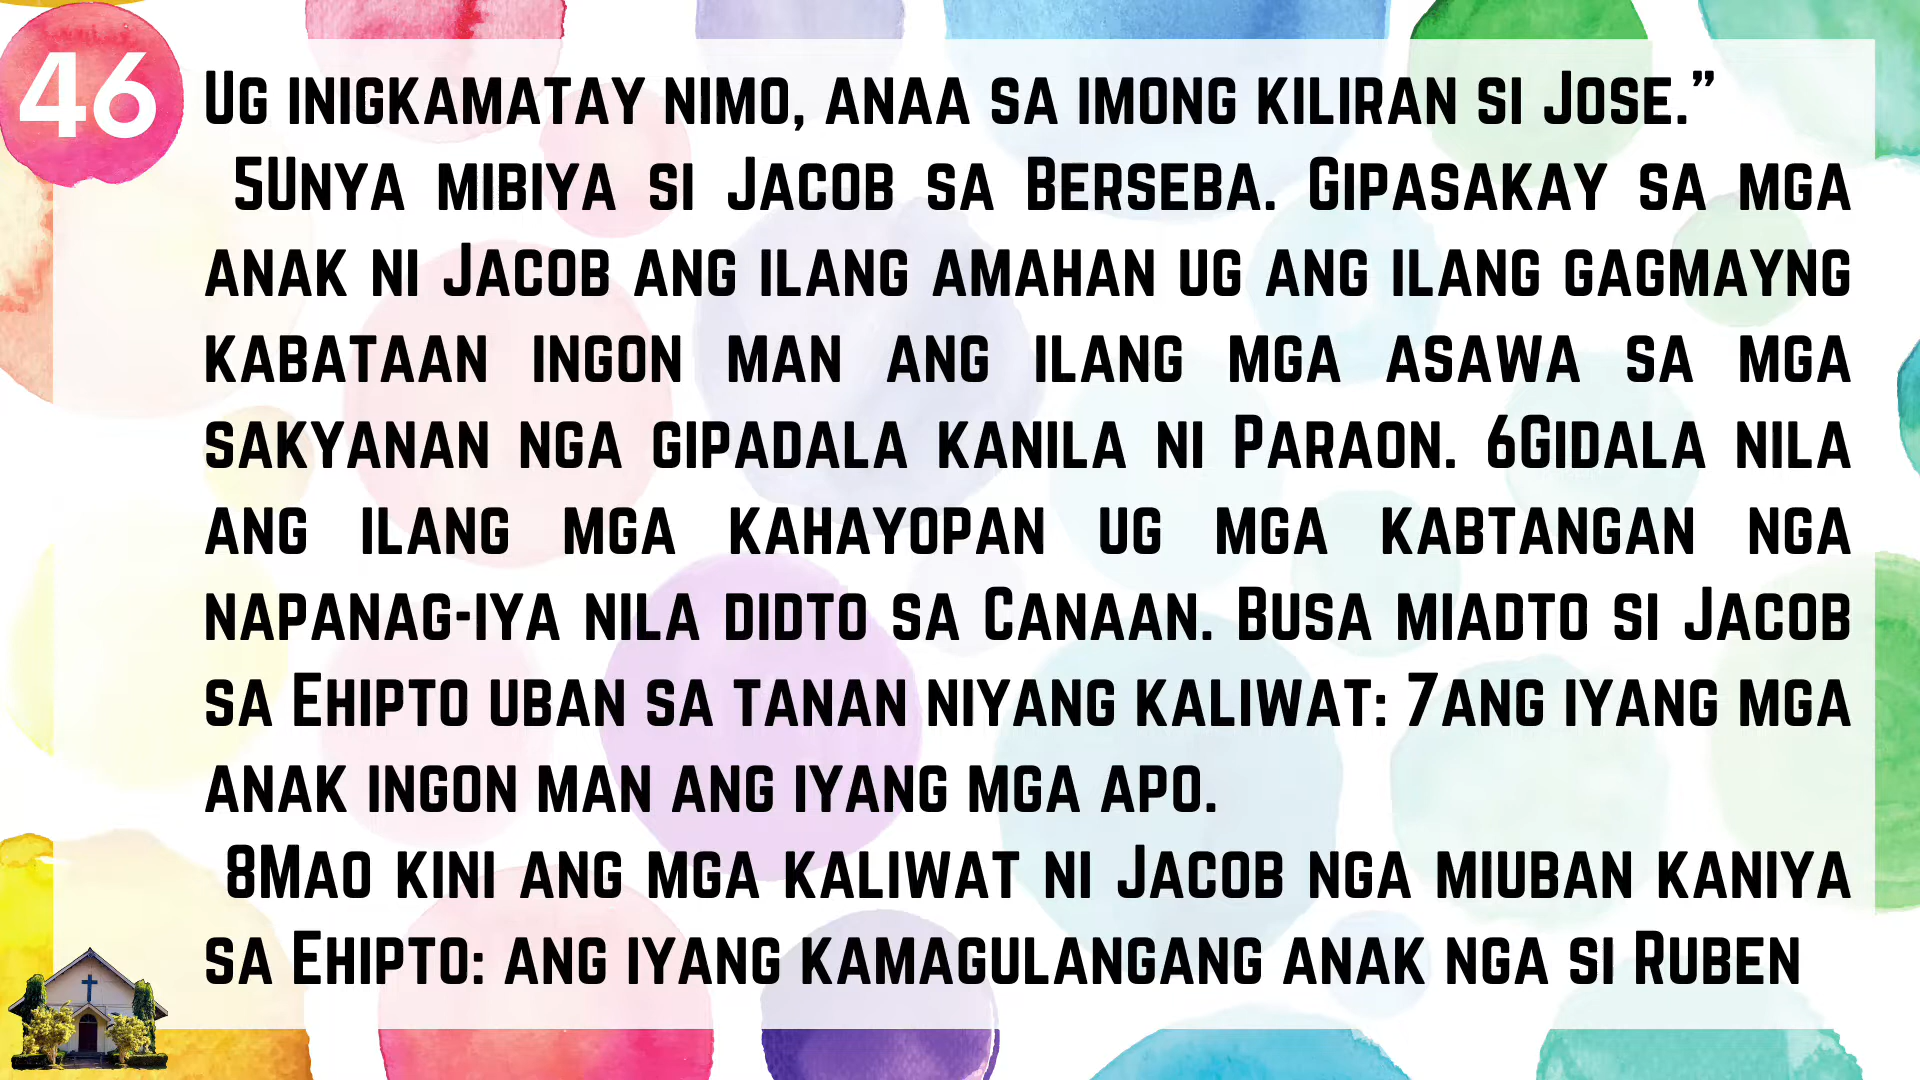 46
Ug inigkamatay nimo, anaa sa imong kiliran si Jose.”
5Unya mibiya si Jacob sa Berseba. Gipasakay sa mga
anak ni Jacob ang ilang amahan ug ang ilang gagmayng
kabataan ingon man ang ilang mga asawa sa mga
sakyanan nga gipadala kanila ni Paraon. 6Gidala nila
ang ilang mga kahayopan ug mga kabtangan nga
napanag-iya nila didto sa Canaan. Busa miadto si Jacob
sa Ehipto uban sa tanan niyang kaliwat: 7ang iyang mga
anak ingon man ang iyang mga apo.
8Mao kini ang mga kaliwat ni Jacob nga miuban kaniya
sa Ehipto: ang iyang kamagulangang anak nga si Ruben